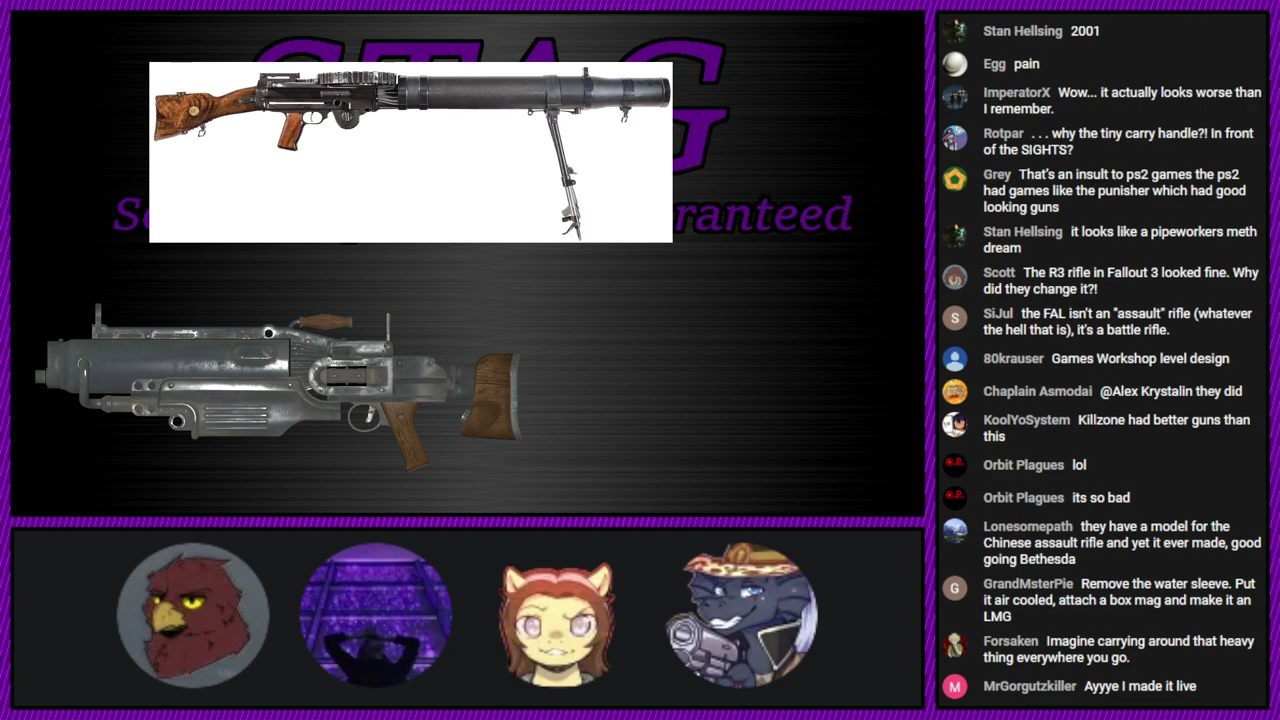 STAG
ranteed
Stan Hellsing 2001
Egg pain
ImperatorX Wow... it actually looks worse than
I remember.
Rotpar . . . why the tiny carry handle?! In front
of the SIGHTS?
Grey That's an insult to ps2 games the ps2
had games like the punisher which had good
looking guns
Stan Hellsing it looks like a pipeworkers meth
dream
Scott The R3 rifle in Fallout 3 looked fine. Why
did they change it?!
S SiJul the FAL isn't an "assault" rifle (whatever
the hell that is), it's a battle rifle.
80krauser Games Workshop level design
Chaplain Asmodai @Alex Krystalin they did
KoolYoSystem Killzone had better guns than
this
Orbit Plagues lol
Orbit Plagues its so bad
Lonesomepath they have a model for the
Chinese assault rifle and yet it ever made, good
going Bethesda
G GrandMsterPie Remove the water sleeve. Put
it air cooled, attach a box mag and make it an
LMG
Forsaken Imagine carrying around that heavy
thing everywhere you go.
M MrGorgutzkiller Ayyye I made it live